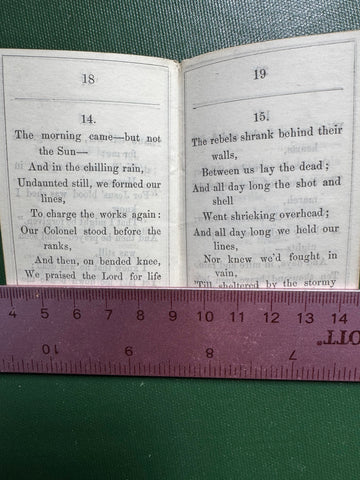 18
14.
The morning came—but not
the Sun—
And in the chilling rain,
Undaunted still, we formed our
lines,
To charge the works again:
Our Colonel stood before the
ranks,
And then, on bended knee,
We praised the Lord for life
19
15.
The rebels shrank behind their
walls,
Between us lay the dead;
And all day long the shot and
shell
Went shrieking overhead;
And all day long we held our
lines,
Nor knew we'd fought in
vain,
'Till sheltered by the stormy
4 5 6 7 8 9 10 11 12 13 14
10 9 8 7